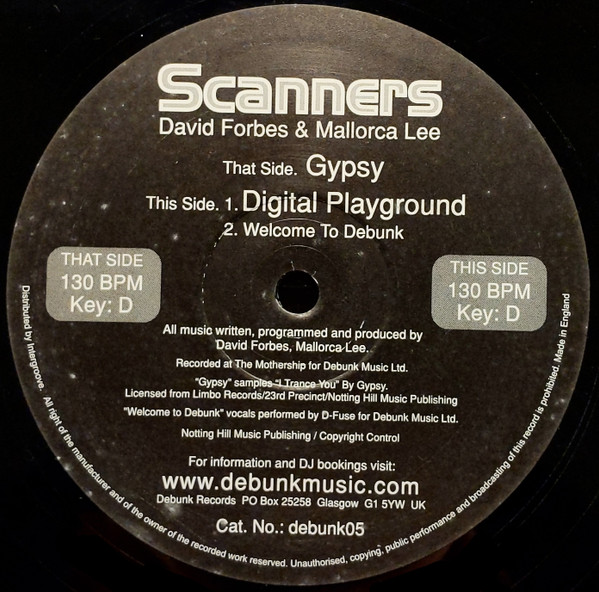 Scanners
David Forbes & Mallorca Lee
That Side. Gypsy
This Side. 1. Digital Playground
2. Welcome To Debunk
THAT SIDE
130 BPM
Key: D
THIS SIDE
130 BPM
Key: D
All music written, programmed and produced by
David Forbes, Mallorca Lee.
Recorded at The Mothership for Debunk Music Ltd.
"Gypsy" samples "I Trance You" By Gypsy.
Licensed from Limbo Records/23rd Precinct/Notting Hill Music Publishing
"Welcome to Debunk" vocals performed by D-Fuse for Debunk Music Ltd.
Notting Hill Music Publishing / Copyright Control
For information and DJ bookings visit:
www.debunkmusic.com
Debunk Records PO Box 25258 Glasgow G1 5YW UK
Cat. No.: debunk05
Distributed by Intergroove. All right of the manufacturer and of the owner of the recorded work reserved. Unauthorised, copying, public performance and broadcasting of this record is prohibited. Made in England